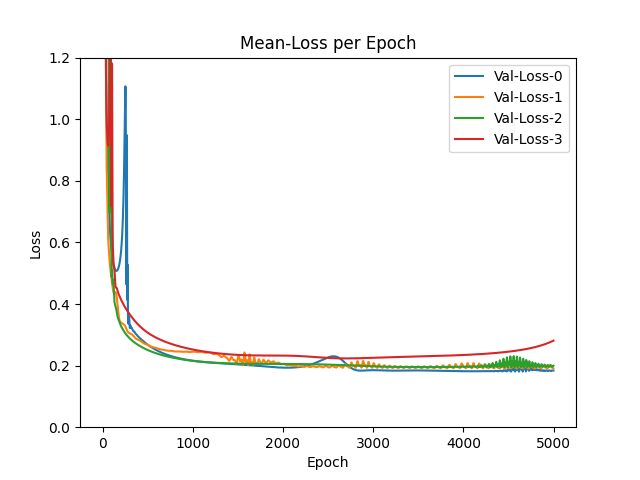 Mean-Loss per Epoch
Val-Loss-0
Val-Loss-1
Val-Loss-2
Val-Loss-3
Loss
1.2
1.0
0.8
0.6
0.4
0.2
0.0
0 1000 2000 3000 4000 5000
Epoch